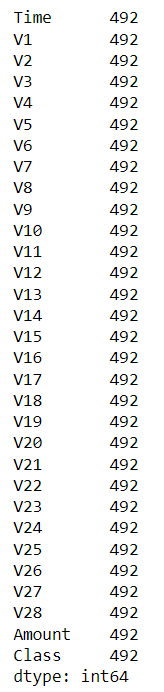 Time 492
V1 492
V2 492
V3 492
V4 492
V5 492
V6 492
V7 492
V8 492
V9 492
V10 492
V11 492
V12 492
V13 492
V14 492
V15 492
V16 492
V17 492
V18 492
V19 492
V20 492
V21 492
V22 492
V23 492
V24 492
V25 492
V26 492
V27 492
V28 492
Amount 492
Class 492
dtype: int64